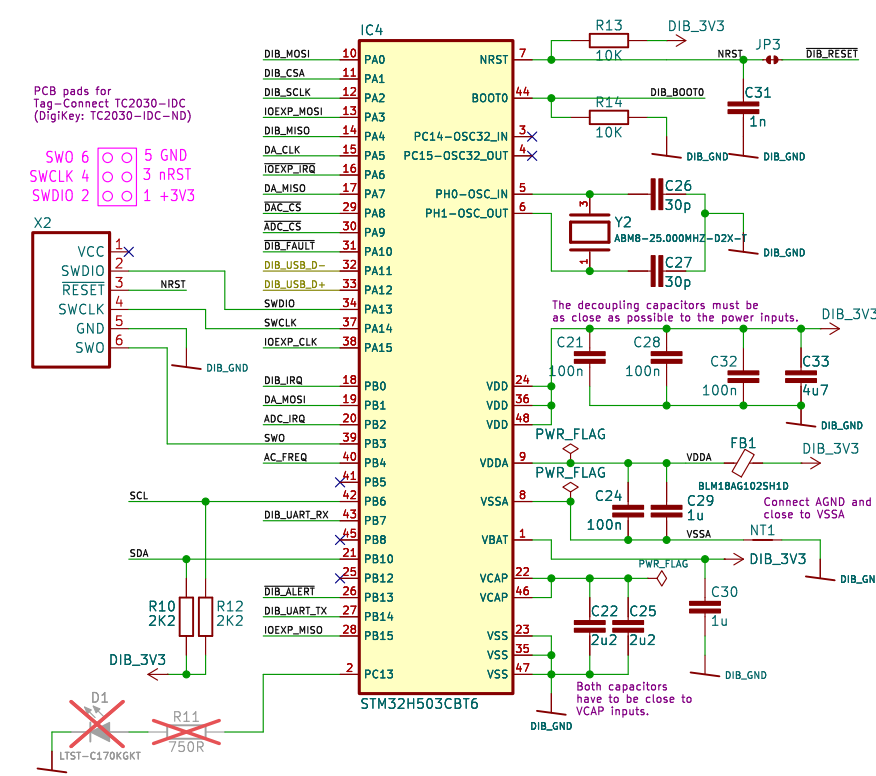 IC4
R13
10K
DIB_3V3
NRST
JP3
DIB_RESET
C31
1n
DIB_GND
DIB_BOOT0
R14
10K
DIB_GND
PCB pads for
Tag-Connect TC2030-IDC
(DigiKey: TC2030-IDC-ND)
SWO 6 5 GND
SWCLK 4 3 nRST
SWDIO 2 1 +3V3
X2
VCC 1
SWDIO 2
RESET 3 NRST
SWCLK 4
GND 5
SWO 6
DIB_GND
DIB_MOSI 10 PA0
DIB_CSA 11 PA1
DIB_SCLK 12 PA2
IOEXP_MOSI 13 PA3
DIB_MISO 14 PA4
DA_CLK 15 PA5
IOEXP_IRQ 16 PA6
DA_MISO 17 PA7
DAC_CS 29 PA8
ADC_CS 30 PA9
DIB_FAULT 31 PA10
DIB_USB_D- 32 PA11
DIB_USB_D+ 33 PA12
SWDIO 34 PA13
SWCLK 37 PA14
IOEXP_CLK 38 PA15
DIB_IRQ 18 PB0
DA_MOSI 19 PB1
ADC_IRQ 20 PB2
SWO 39 PB3
AC_FREQ 40 PB4
41 PB5
SCL 42 PB6
DIB_UART_RX 43 PB7
45 PB8
SDA 21 PB10
25 PB12
DIB_ALERT 26 PB13
DIB_UART_TX 27 PB14
IOEXP_MISO 28 PB15
2 PC13
NRST 7
BOOT0 44
PC14-OSC32_IN 3
PC15-OSC32_OUT 4
PH0-OSC_IN 5
PH1-OSC_OUT 6
VDD 24
VDD 36
VDD 48
VDDA 9
VSSA 8
VBAT 1
VCAP 22
VCAP 46
VSS 23
VSS 35
VSS 47
STM32H503CBT6
C26
30p
3
Y2
ABM8-25.000MHZ-D2X-T
1
C27
30p
DIB_GND
The decoupling capacitors must be
as close as possible to the power inputs.
DIB_3V3
C21
100n
C28
100n
C32
100n
C33
4u7
DIB_GND
PWR_FLAG
PWR_FLAG
VDDA
FB1
BLM18AG102SH1D
DIB_3V3
C24
100n
C29
1u
VSSA
Connect AGND and
close to VSSA
NT1
DIB_GN
DIB_3V3
PWR_FLAG
C30
1u
DIB_GND
C22
2u2
C25
2u2
Both capacitors
have to be close to
VCAP inputs.
DIB_GND
R10
2K2
R12
2K2
DIB_3V3
D1
LTST-C170KGKT
R11
750R